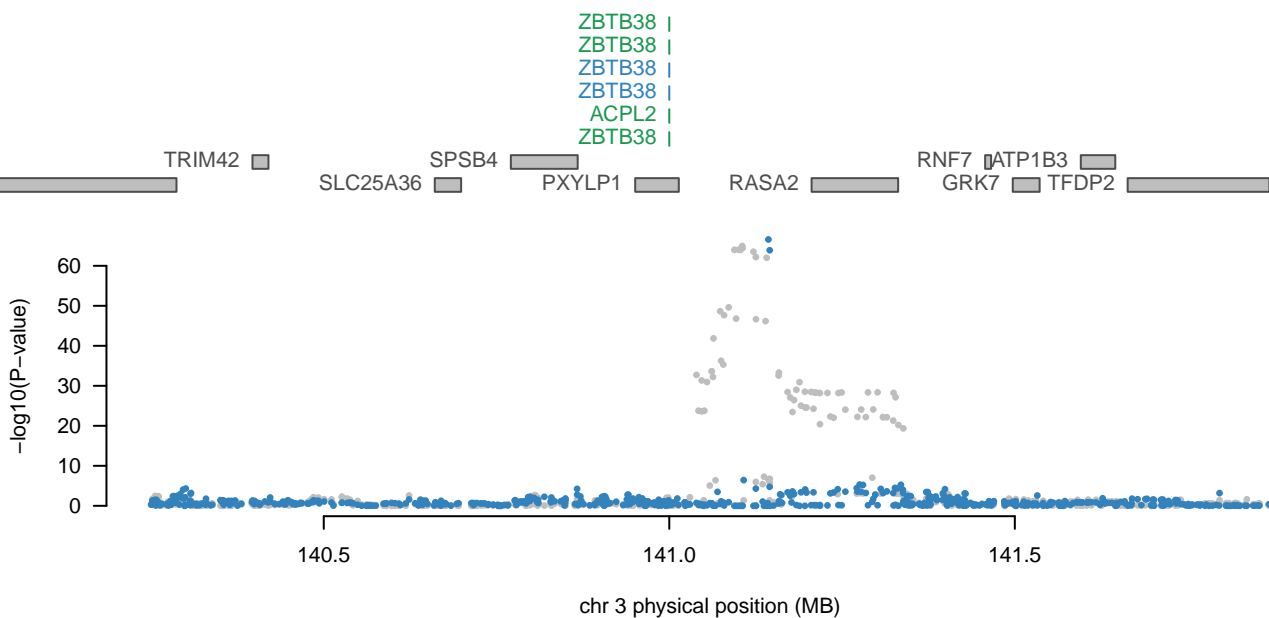 ZBTB38
ZBTB38
ZBTB38
ZBTB38
ACPL2
ZBTB38
TRIM42 SPSB4 RNF7 ATP1B3
SLC25A36 PXYLP1 RASA2 GRK7 TFDP2
60
50
40
30
20
10
0
−log10(P−value)
140.5 141.0 141.5
chr 3 physical position (MB)